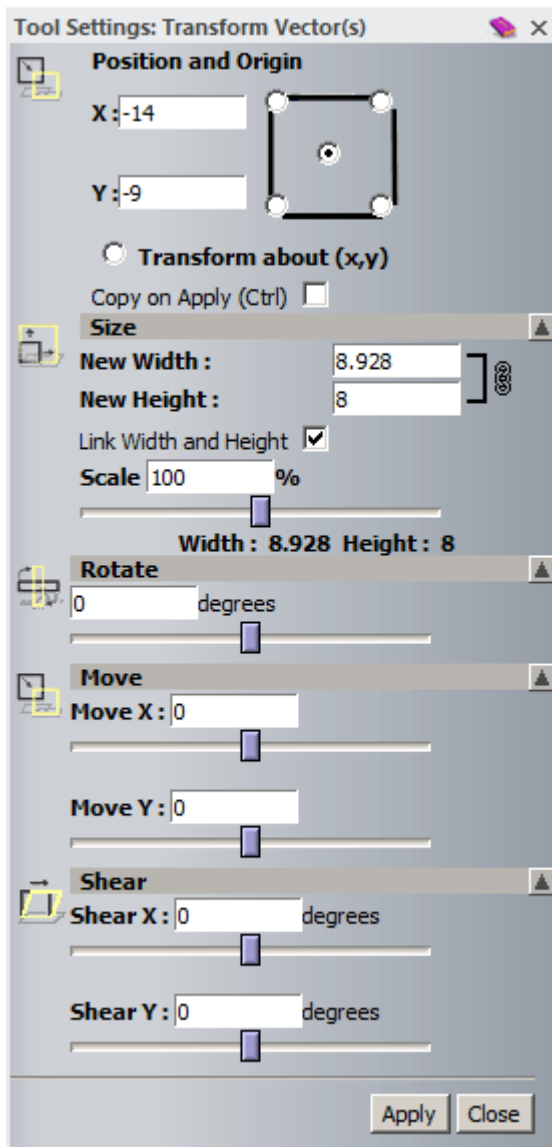 Tool Settings: Transform Vector(s)
Position and Origin
X : -14
Y : -9
Transform about (x,y)
Copy on Apply (Ctrl)
Size
New Width : 8.928
New Height : 8
Link Width and Height
Scale 100 %
Width : 8.928 Height : 8
Rotate
0 degrees
Move
Move X : 0
Move Y : 0
Shear
Shear X : 0 degrees
Shear Y : 0 degrees
Apply Close